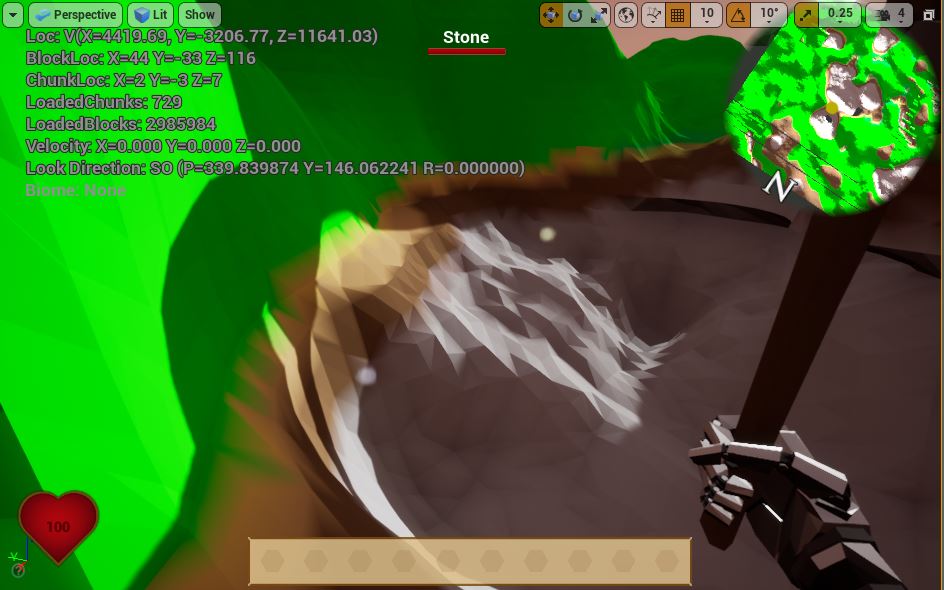 Perspective Lit Show 10 10° 0.25 4
Loc: V(X=4419.69, Y=-3206.77, Z=11641.03)
Stone
BlockLoc: X=44 Y=-33 Z=116
ChunkLoc: X=2 Y=-3 Z=7
LoadedChunks: 729
LoadedBlocks: 2985984
Velocity: X=0.000 Y=0.000 Z=0.000
Look Direction: SO (P=339.839874 Y=146.062241 R=0.000000)
Biome: None
N
100